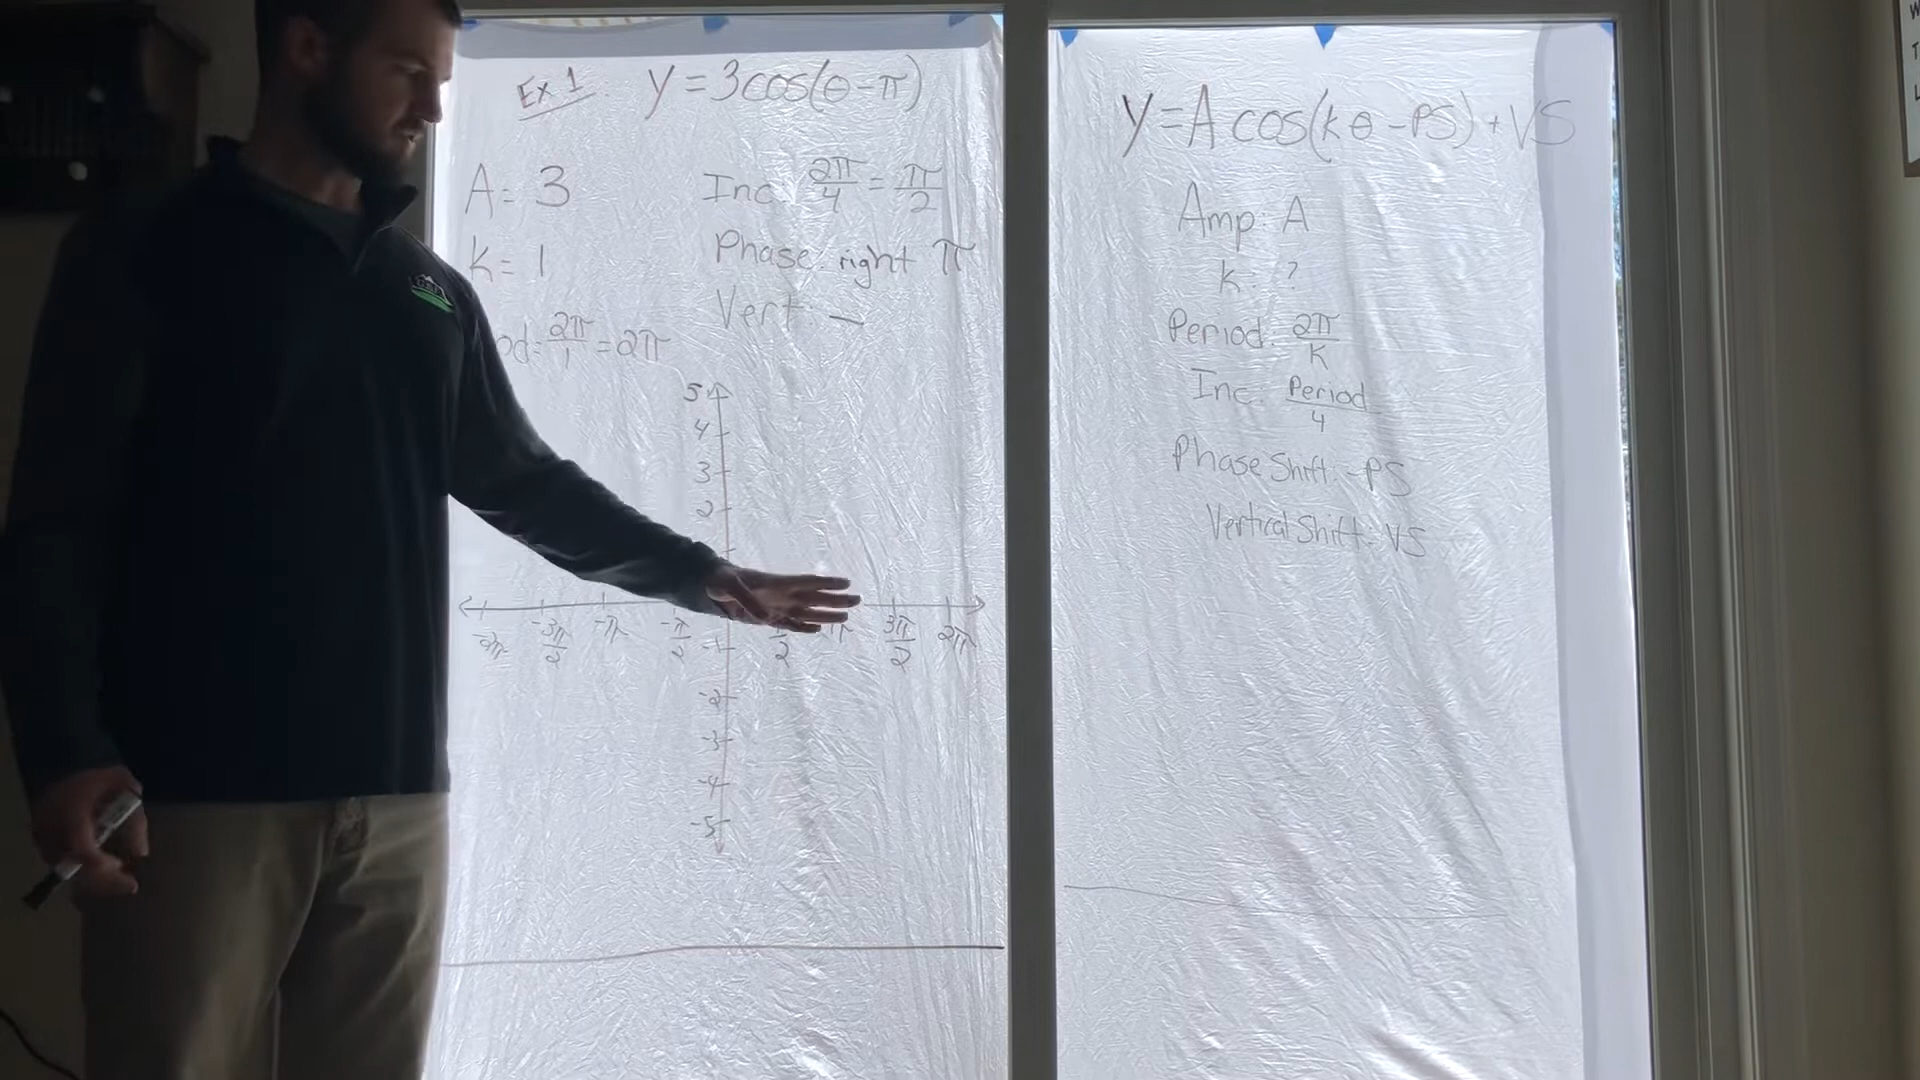 Ex 1: y = 3cos(θ-π)
A= 3
K= 1
od= 2π/1 = 2π
Inc. 2π/4 = π/2
Phase: right π
Vert: —
5
4
3
2
-2π -3π/2 -π -π/2 2 π 3π/2 2π
-1
-2
-3
-4
-5
y=A cos(kθ-PS)+VS
Amp: A
k: ?
Period: 2π/K
Inc: Period/4
Phase Shift: -PS
Vertical Shift: VS